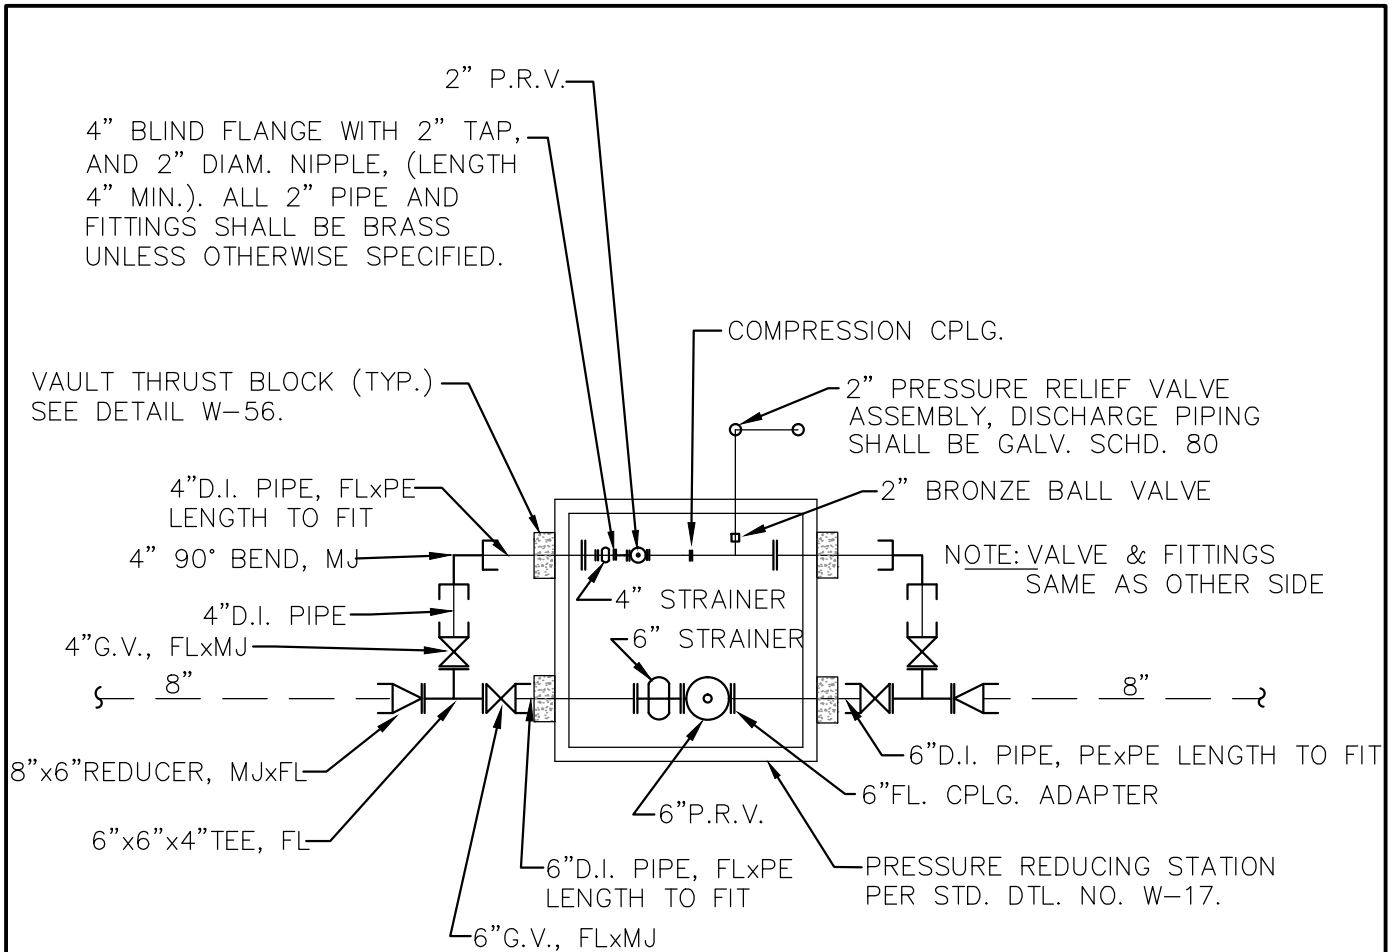 2” P.R.V.
4” BLIND FLANGE WITH 2” TAP,
AND 2” DIAM. NIPPLE, (LENGTH
4” MIN.). ALL 2” PIPE AND
FITTINGS SHALL BE BRASS
UNLESS OTHERWISE SPECIFIED.
COMPRESSION CPLG.
VAULT THRUST BLOCK (TYP.)
SEE DETAIL W-56.
2” PRESSURE RELIEF VALVE
ASSEMBLY, DISCHARGE PIPING
SHALL BE GALV. SCHD. 80
4”D.I. PIPE, FLxPE
LENGTH TO FIT
2” BRONZE BALL VALVE
4” 90° BEND, MJ
NOTE: VALVE & FITTINGS
SAME AS OTHER SIDE
4” STRAINER
4”D.I. PIPE
6” STRAINER
4”G.V., FLxMJ
8”
8”
6”D.I. PIPE, PExPE LENGTH TO FIT
8”x6”REDUCER, MJxFL
6”FL. CPLG. ADAPTER
6”P.R.V.
6”x6”x4”TEE, FL
6”D.I. PIPE, FLxPE
LENGTH TO FIT
PRESSURE REDUCING STATION
PER STD. DTL. NO. W-17.
6”G.V., FLxMJ